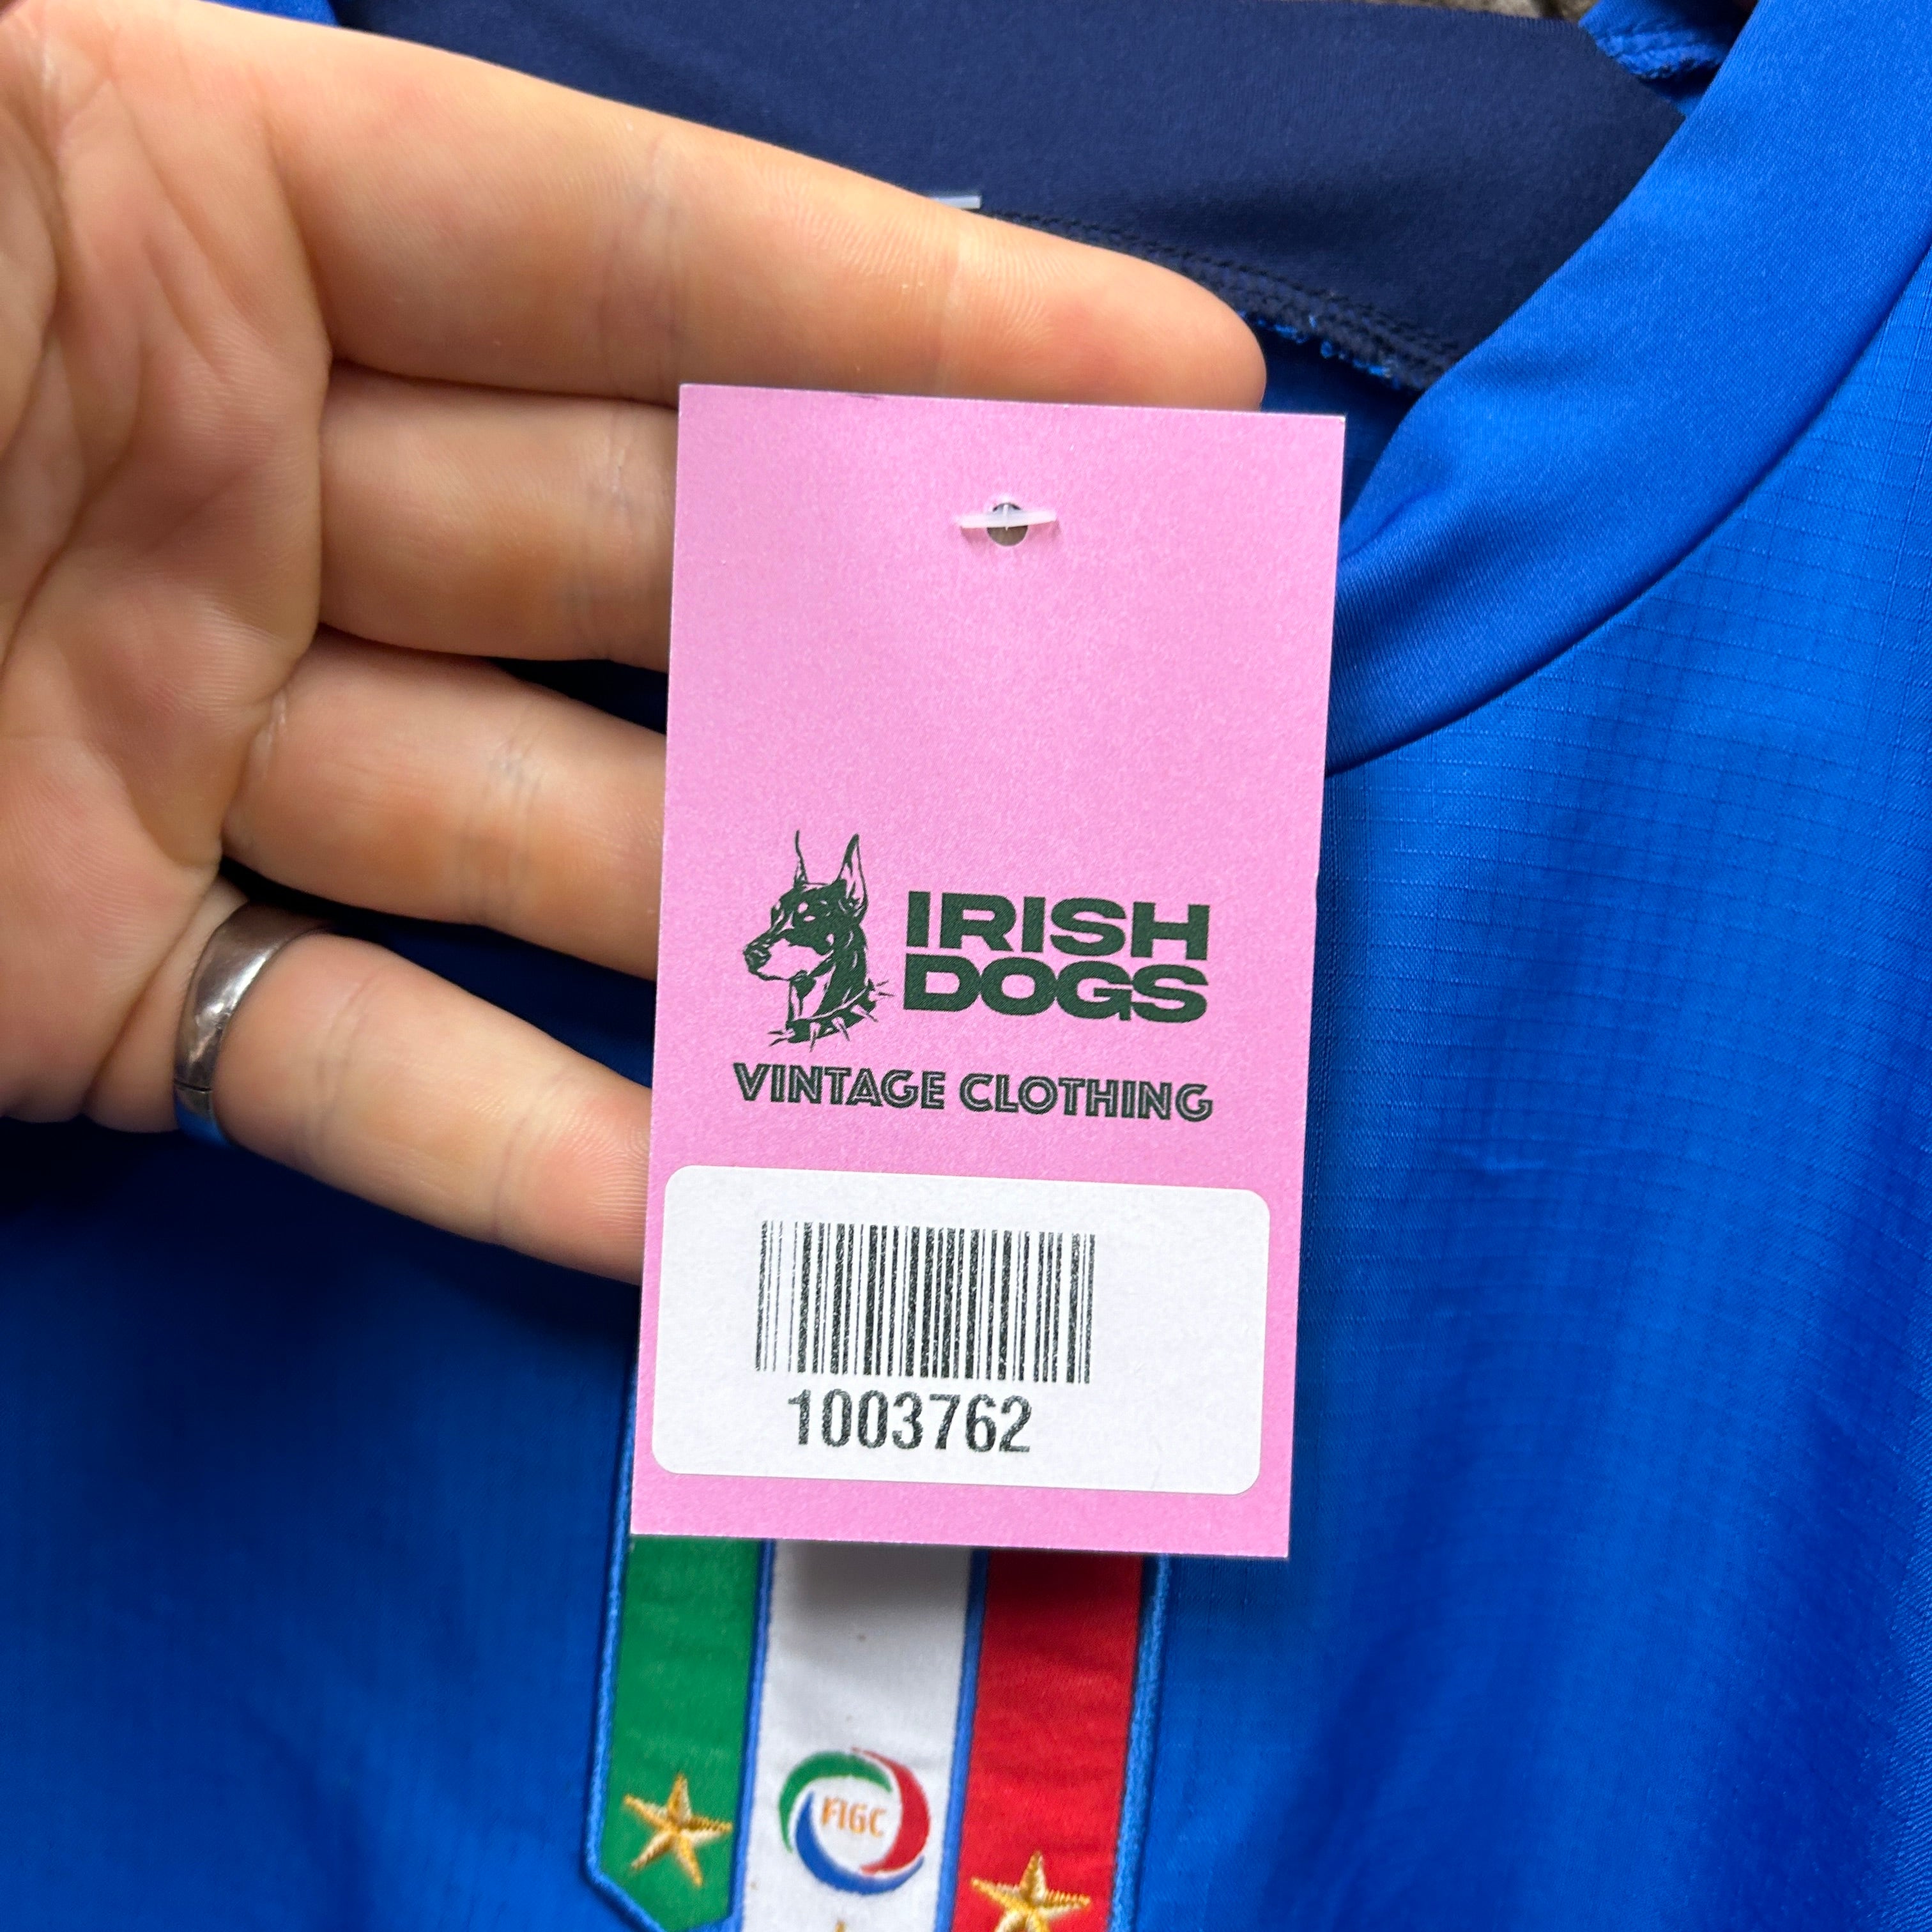 IRISH
DOGS
VINTAGE CLOTHING
1003762
FIGC